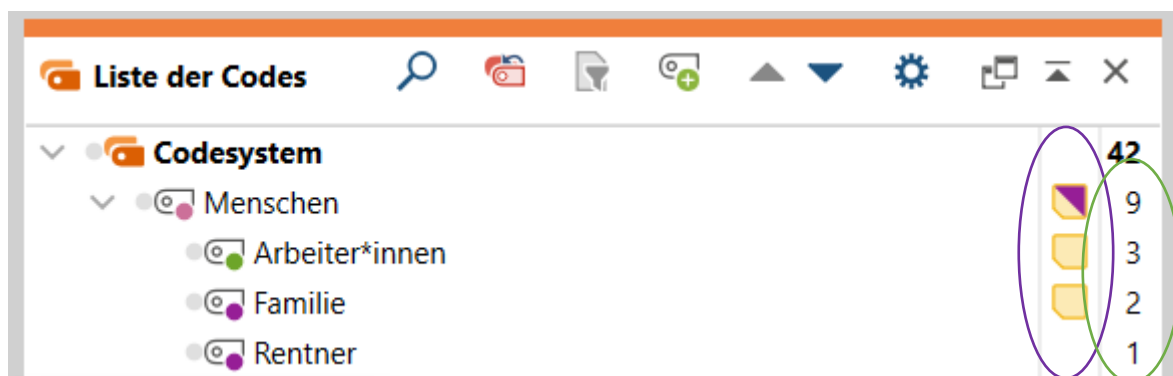 Liste der Codes
Codesystem 42
Menschen 9
Arbeiter*innen 3
Familie 2
Rentner 1